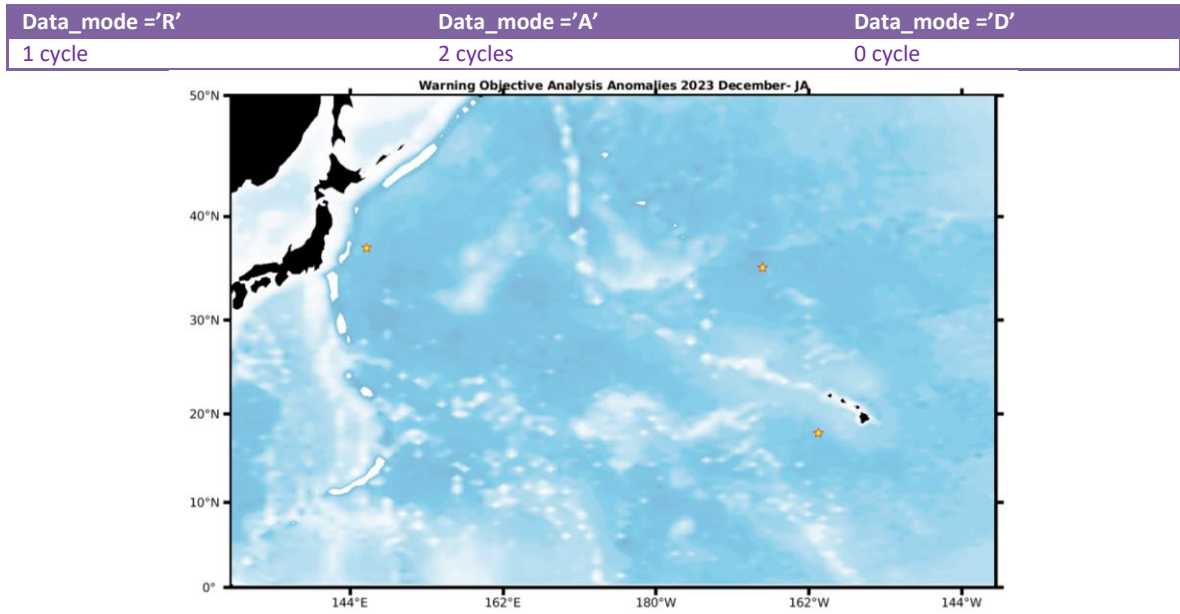 Data_mode =’R’ Data_mode =’A’ Data_mode =’D’
1 cycle 2 cycles 0 cycle
Warning Objective Analysis Anomalies 2023 December- JA
50°N
40°N
30°N
20°N
10°N
0°
144°E 162°E 180°W 162°W 144°W